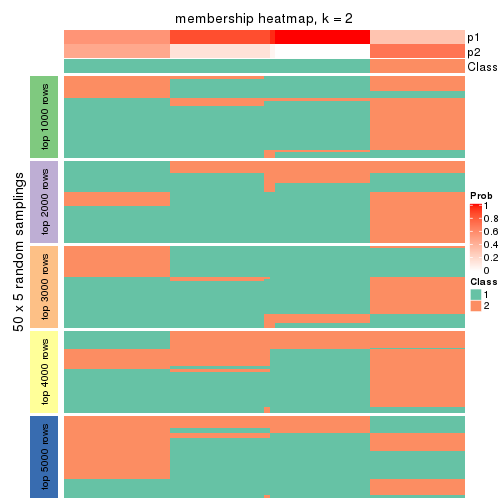 membership heatmap, k = 2
p1
p2
Class
50 x 5 random samplings
top 1000 rows
top 2000 rows
top 3000 rows
top 4000 rows
top 5000 rows
Prob
1
0.8
0.6
0.4
0.2
0
Class
1
2